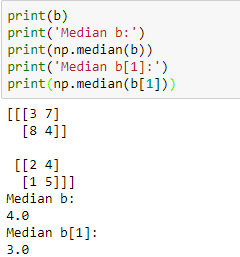 print(b)
print('Median b:')
print(np.median(b))
print('Median b[1]:')
print(np.median(b[1]))
[[[3 7]
  [8 4]]
 [[2 4]
  [1 5]]]
Median b:
4.0
Median b[1]:
3.0